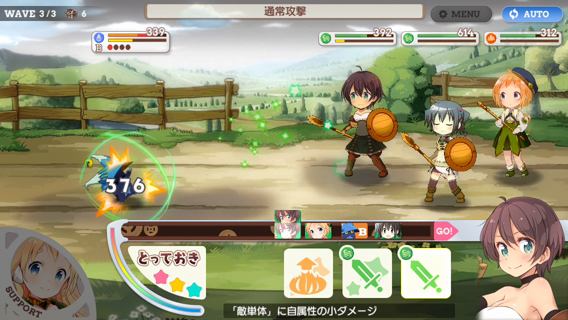 WAVE 3/3 6
通常攻撃
MENU
AUTO
339
B
392
614
312
376
B
GO!
とっておき
SUPPORT
「敵単体」に自属性の小ダメージ